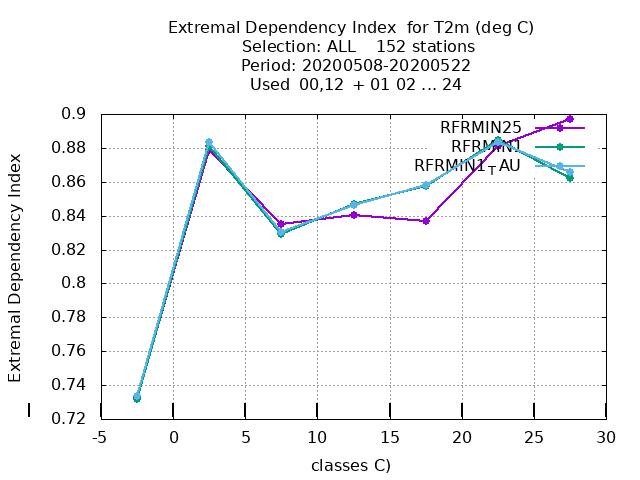 Extremal Dependency Index for T2m (deg C)
Selection: ALL 152 stations
Period: 20200508-20200522
Used 00,12 + 01 02 ... 24
0.9
0.88
0.86
0.84
0.82
0.8
0.78
0.76
0.74
0.72
Extremal Dependency Index
RFRMIN25
RFRMIN1
RFRMIN1_AU
-5
0
5
10
15
20
25
30
classes C)